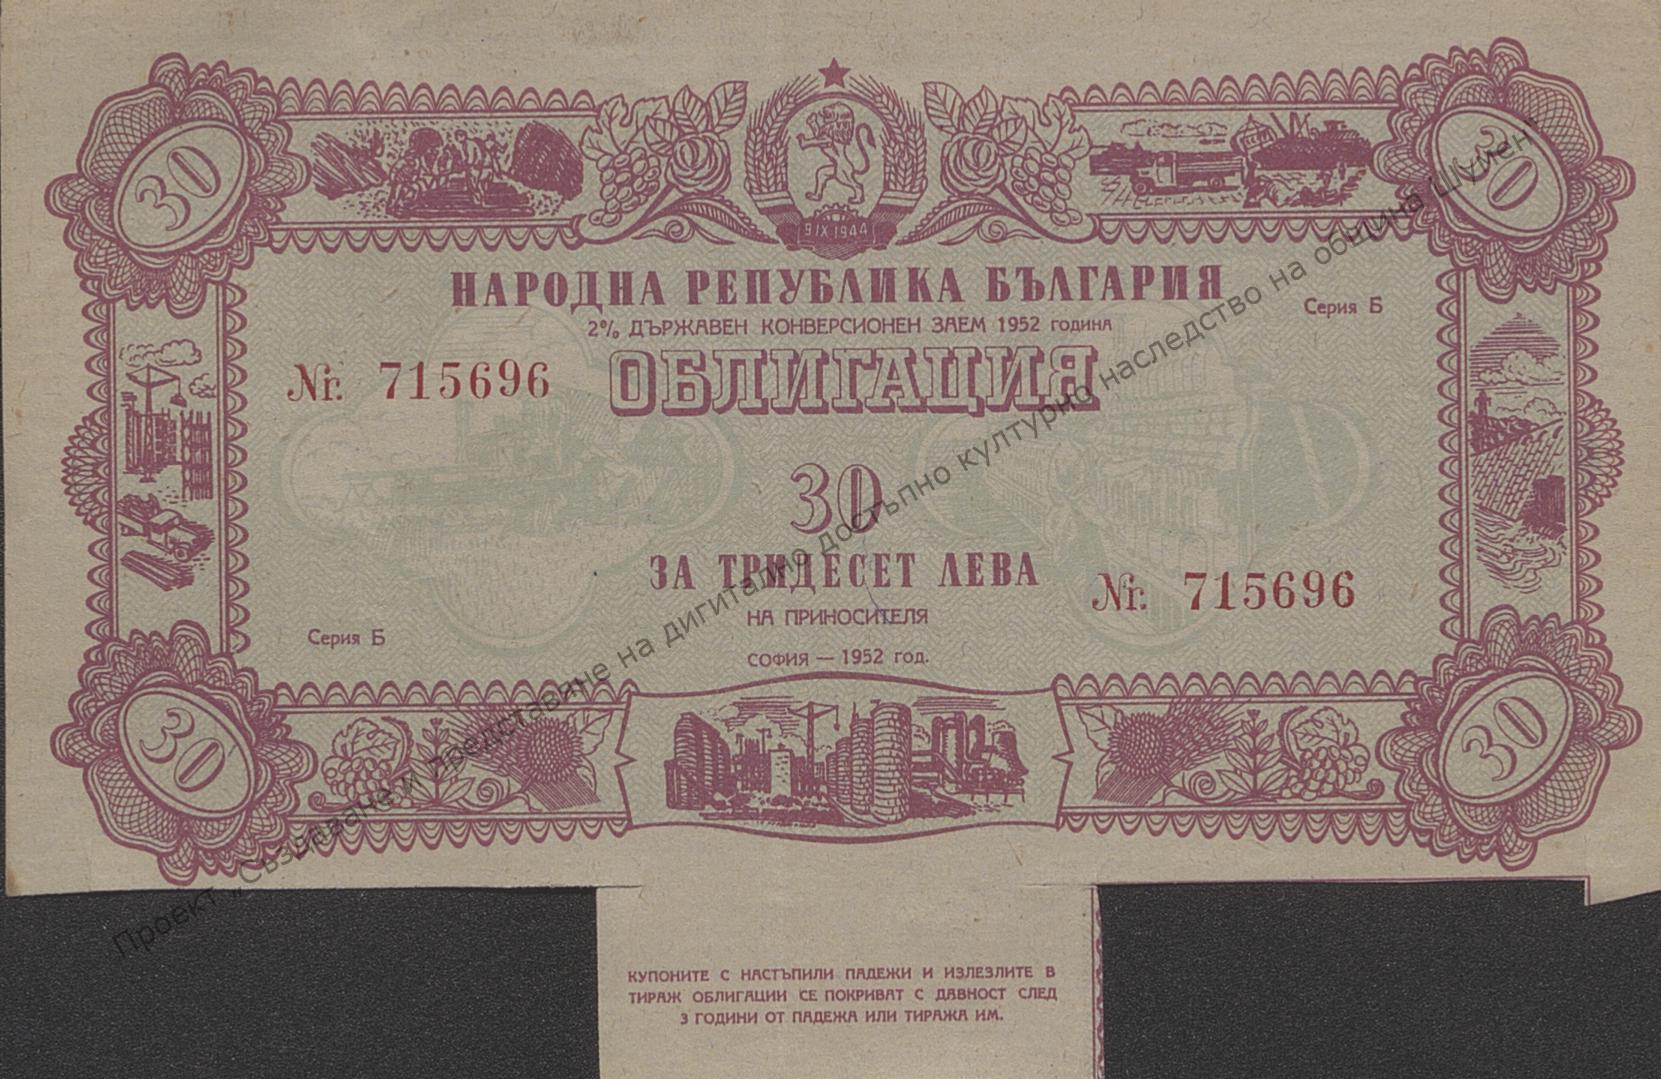 30
30
9 IX 1944
НАРОДНА РЕПУБЛИКА БЪЛГАРИЯ
Серия Б
2% ДЪРЖАВЕН КОНВЕРСИОНЕН ЗАЕМ 1952 година
ОБЛИГАЦИЯ
№. 715696
30
ЗА ТРИДЕСЕТ ЛЕВА
№. 715696
НА ПРИНОСИТЕЛЯ
Серия Б
СОФИЯ — 1952 год.
30
30
КУПОНИТЕ С НАСТЪПИЛИ ПАДЕЖИ И ИЗЛЕЗЛИТЕ В
ТИРАЖ ОБЛИГАЦИИ СЕ ПОКРИВАТ С ДАВНОСТ СЛЕД
3 ГОДИНИ ОТ ПАДЕЖА ИЛИ ТИРАЖА ИМ.
Проект „Създаване и представяне на дигитално достъпно културно наследство на община Шумен"